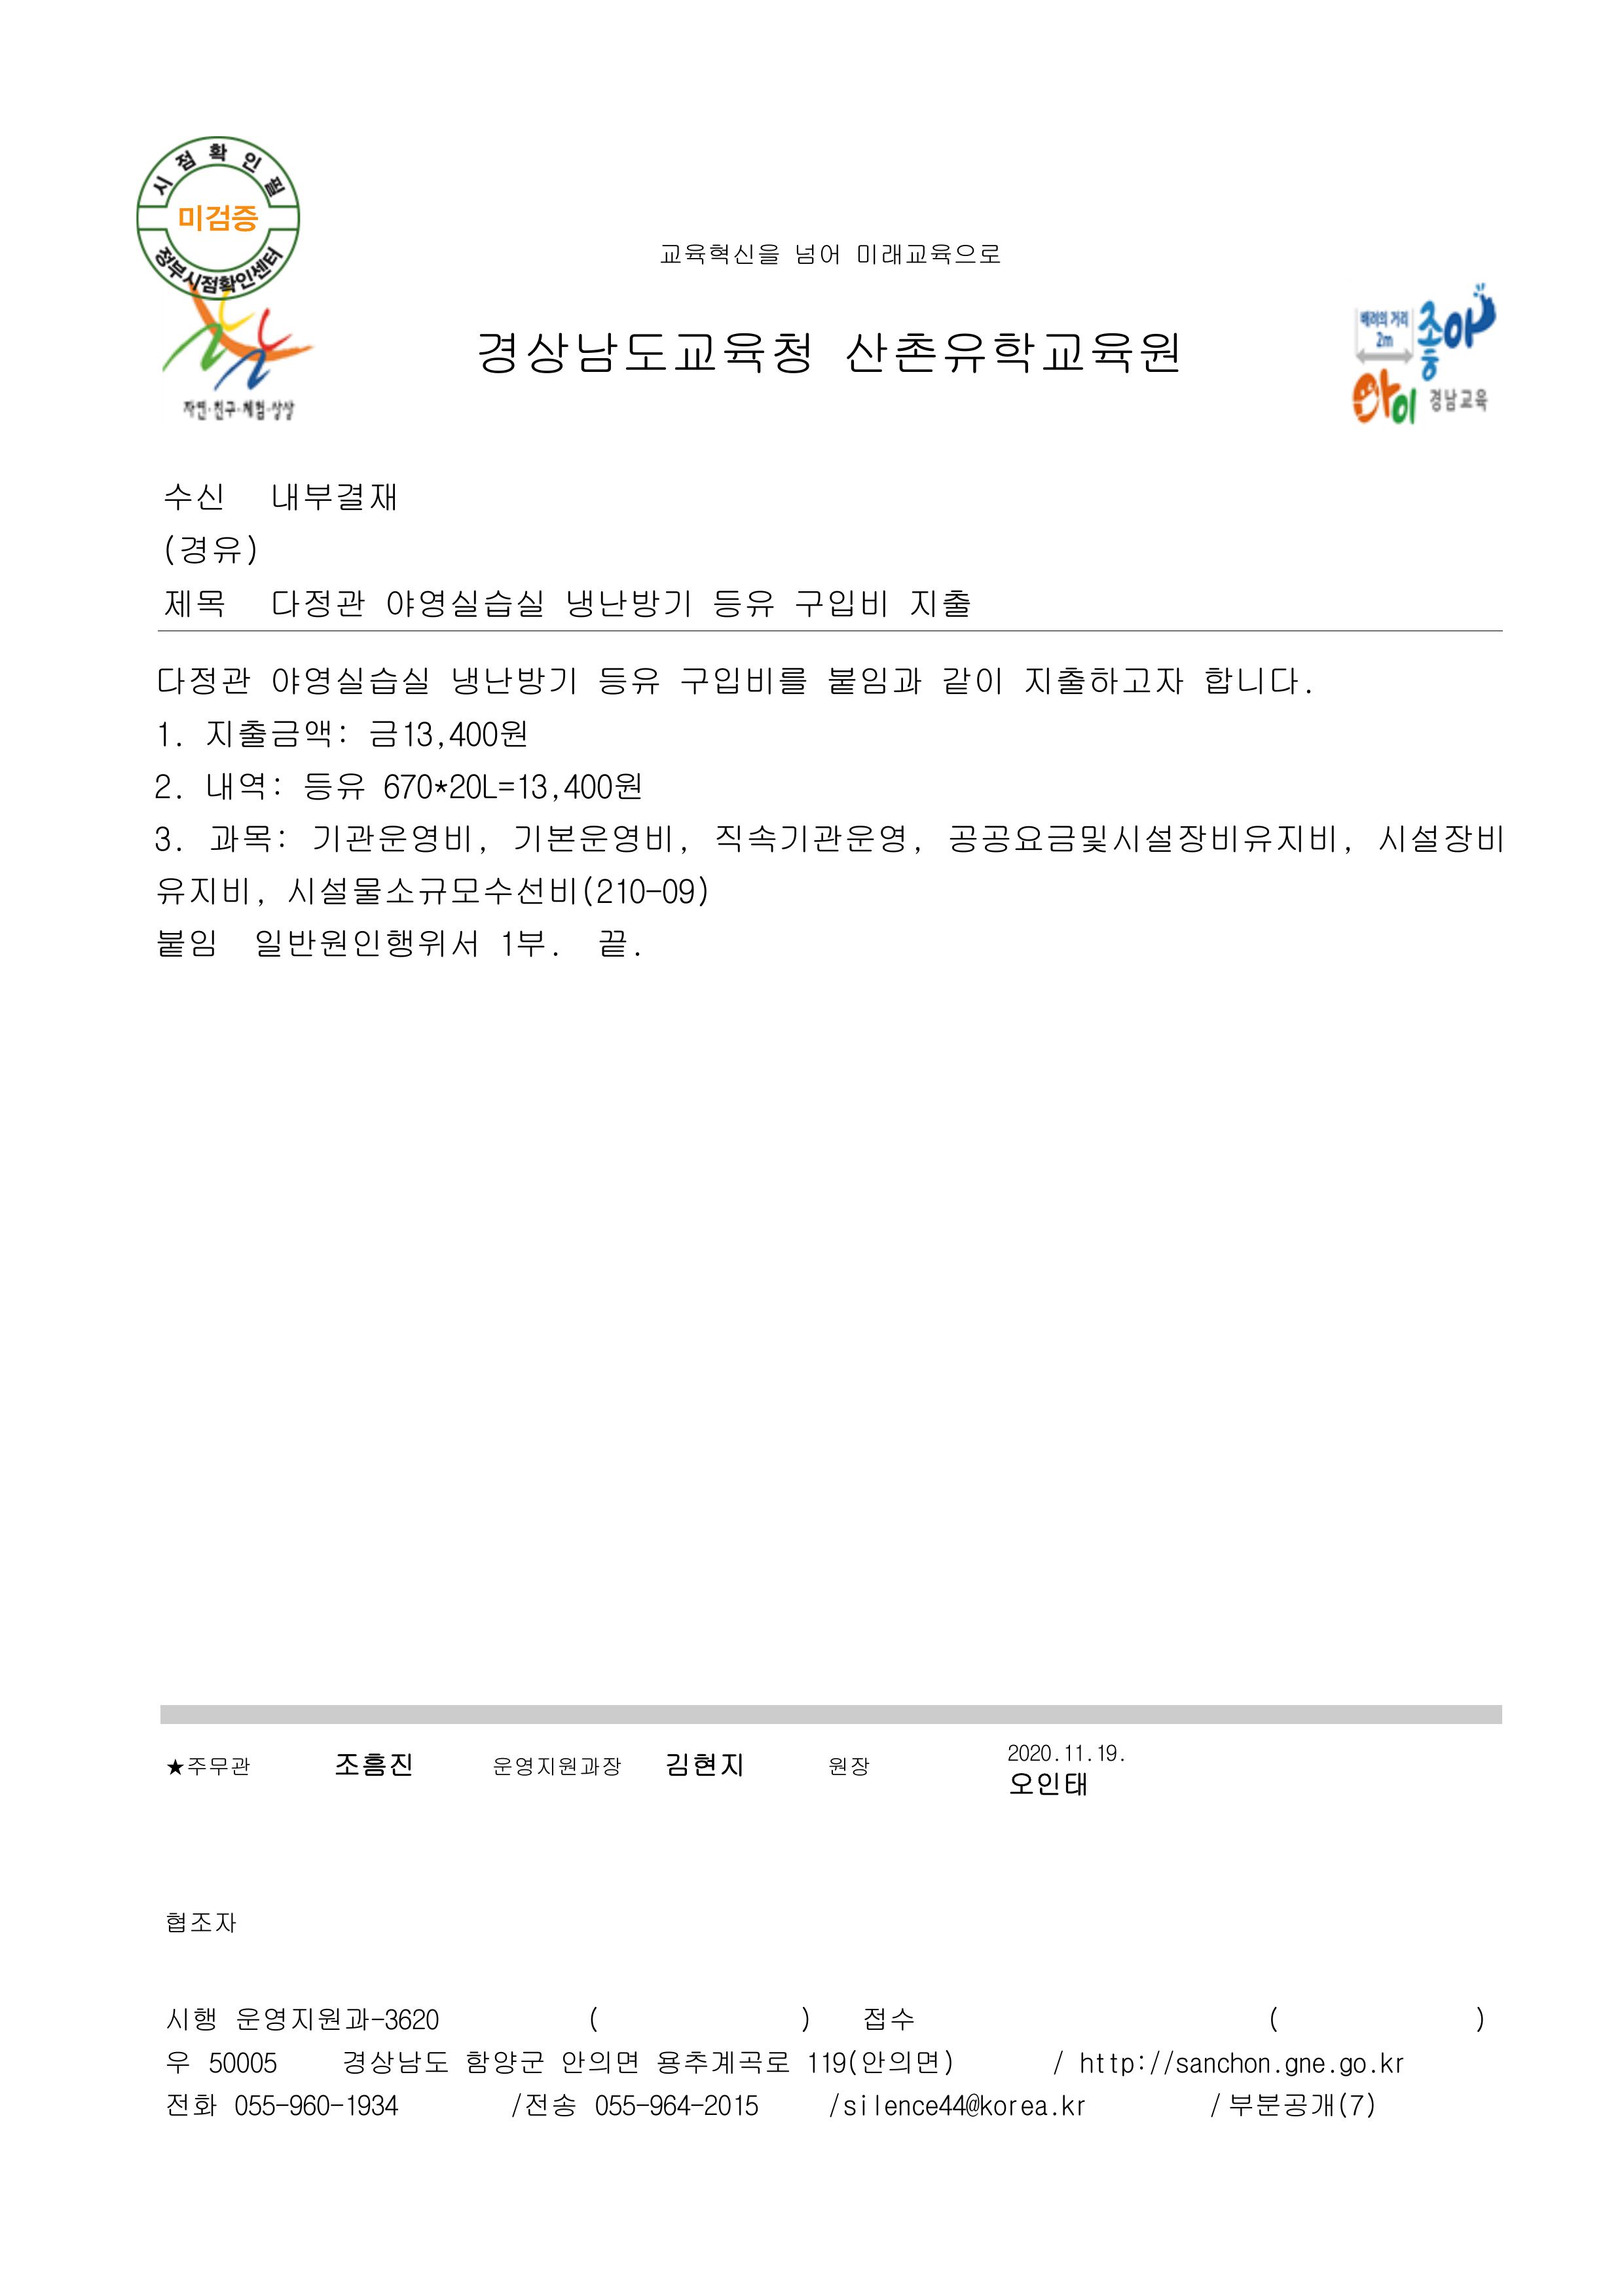 시점확인필
미검증
정부시점확인센터
교육혁신을 넘어 미래교육으로
자연·친구·체험·상상
경상남도교육청 산촌유학교육원
배려의 거리
2m
좋아
아이
경남교육
수신 내부결재
(경유)
제목 다정관 야영실습실 냉난방기 등유 구입비 지출
다정관 야영실습실 냉난방기 등유 구입비를 붙임과 같이 지출하고자 합니다.
1. 지출금액: 금13,400원
2. 내역: 등유 670*20L=13,400원
3. 과목: 기관운영비, 기본운영비, 직속기관운영, 공공요금및시설장비유지비, 시설장비
유지비, 시설물소규모수선비(210-09)
붙임 일반원인행위서 1부. 끝.
★주무관 조흠진 운영지원과장 김현지 원장 2020.11.19.
오인태
협조자
시행 운영지원과-3620 ( ) 접수 ( )
우 50005 경상남도 함양군 안의면 용추계곡로 119(안의면) / http://sanchon.gne.go.kr
전화 055-960-1934 /전송 055-964-2015 /silence44@korea.kr / 부분공개(7)